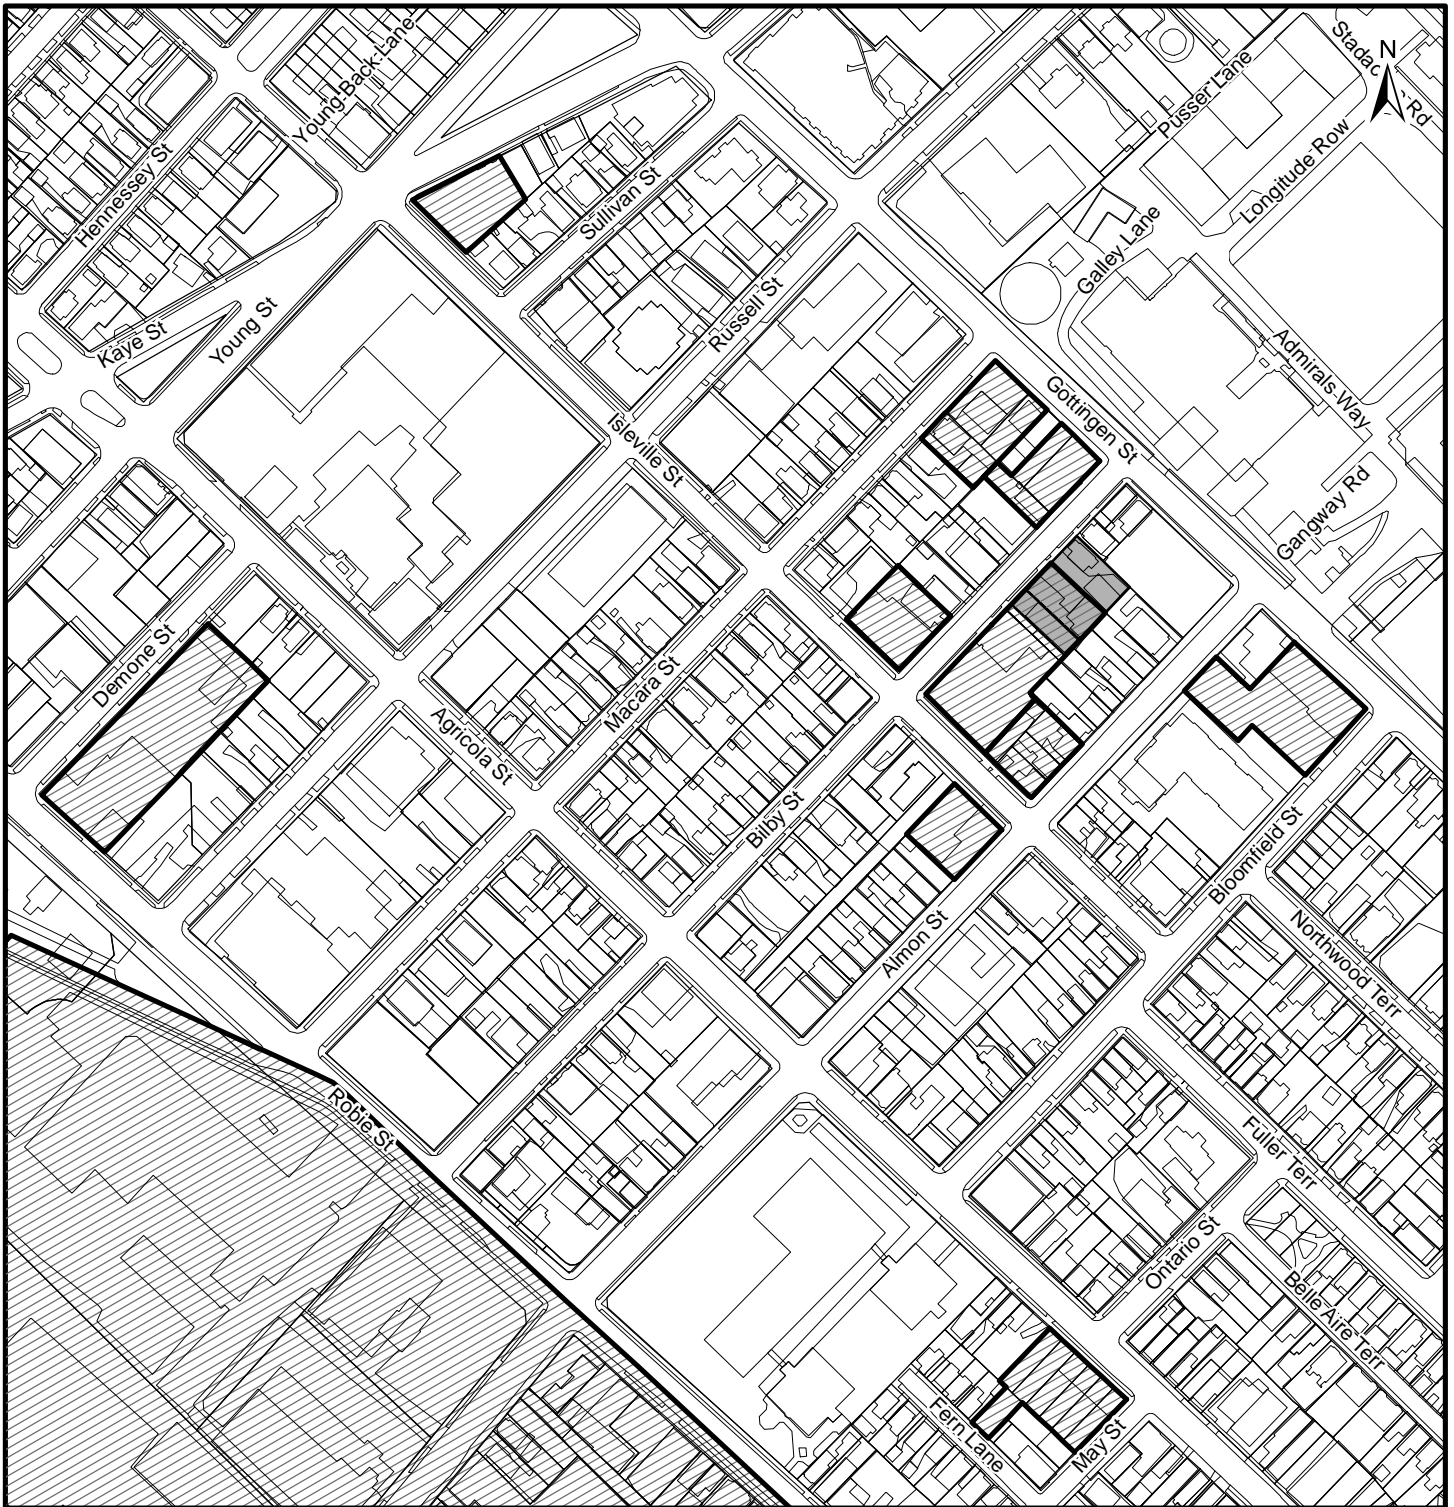 Stadac
a Rd
N
Young-Back-Lane
Pusser Lane
Longitude Row
Hennessey St
Sullivan St
Galley Lane
Russell St
Kaye St
Young St
Admirals Way
Göttingen St
Isleville St
Gangway Rd
Demone St
Macara St
Agricola St
Bilby St
Bloomfield St
Almon St
Northwood Terr
Robie St
Fuller Terr
Ontario St
Belle Aire Terr
Fern Lane
May St